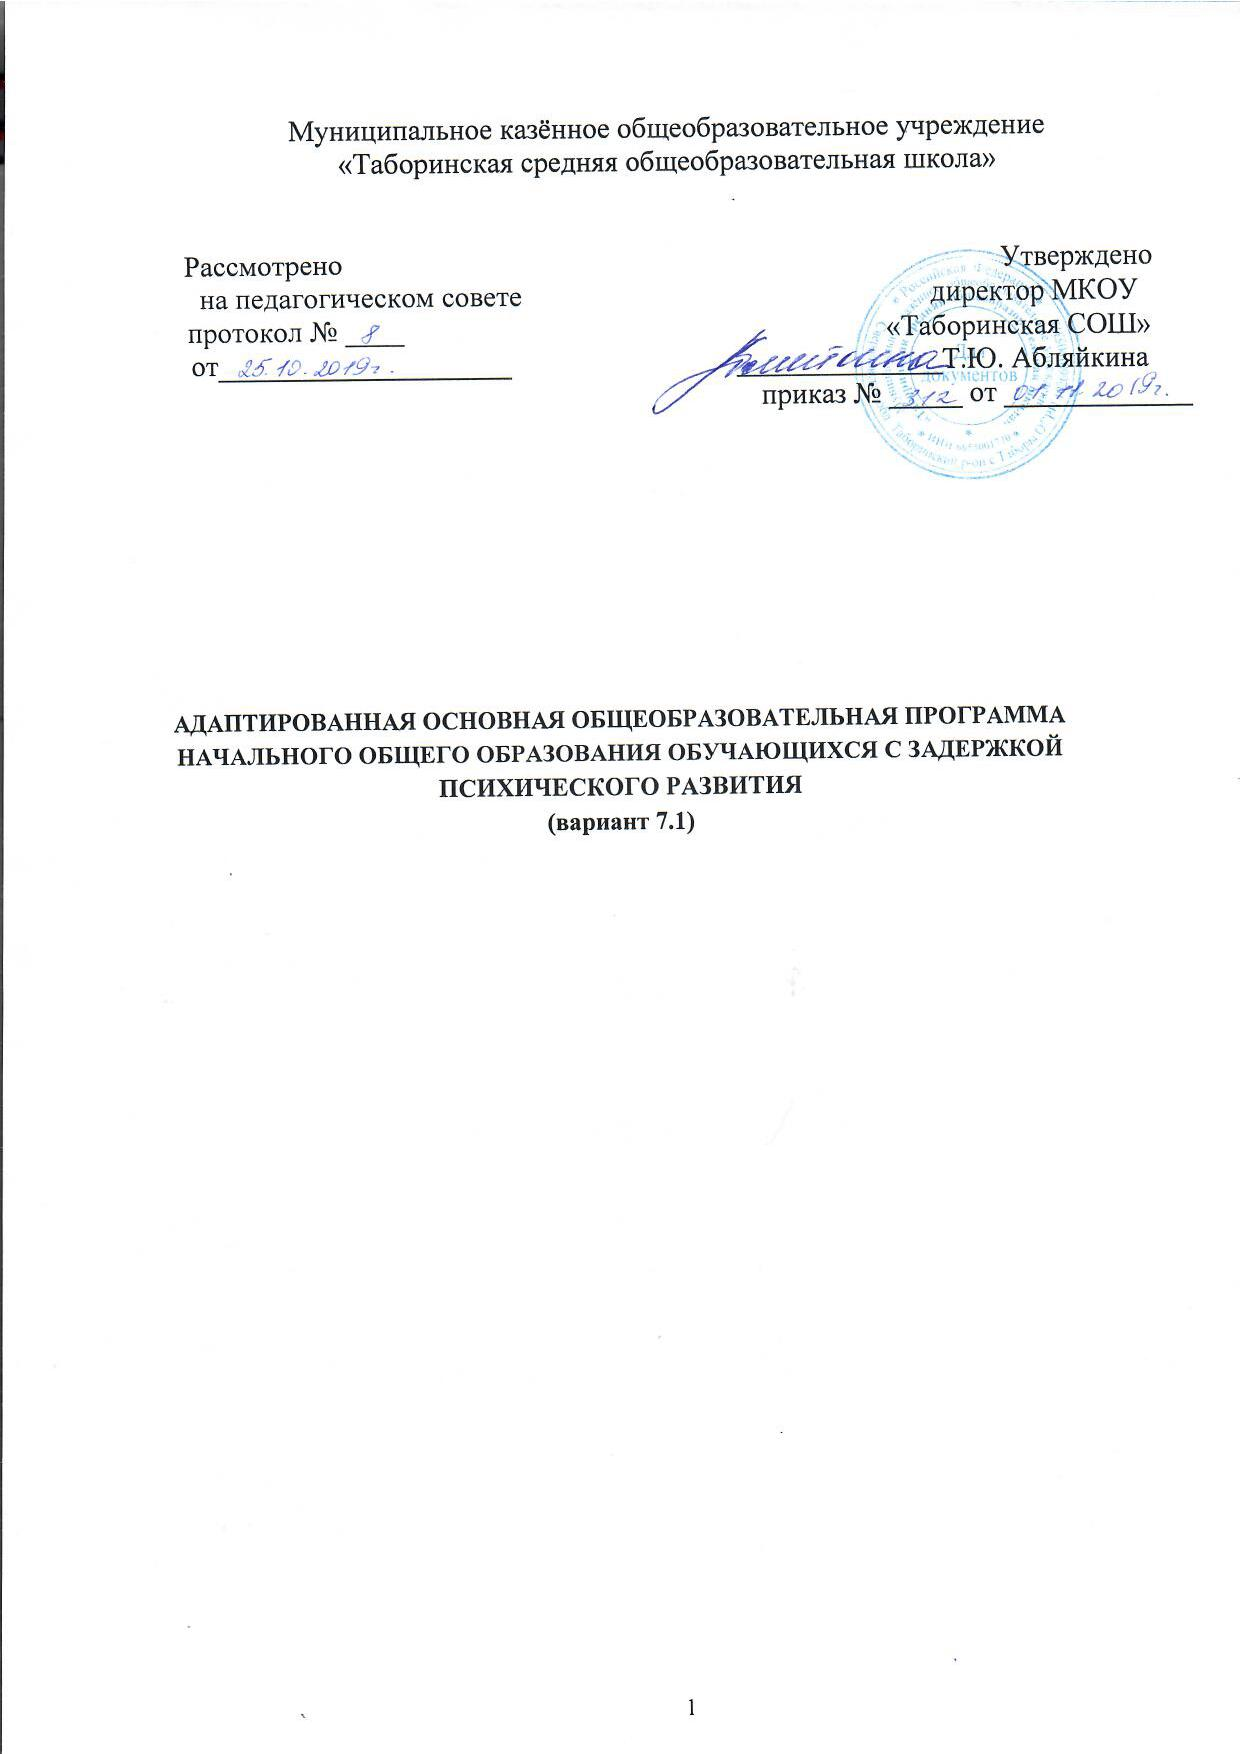 Муниципальное казённое общеобразовательное учреждение
«Таборинская средняя общеобразовательная школа»
Рассмотрено
на педагогическом совете
протокол № 8
от 25.10.2019г.
Утверждено
директор МКОУ
«Таборинская СОШ»
Т.Ю. Абляйкина
приказ № 312 от 01.11.2019г.
Для
документов
АДАПТИРОВАННАЯ ОСНОВНАЯ ОБЩЕОБРАЗОВАТЕЛЬНАЯ ПРОГРАММА
НАЧАЛЬНОГО ОБЩЕГО ОБРАЗОВАНИЯ ОБУЧАЮЩИХСЯ С ЗАДЕРЖКОЙ
ПСИХИЧЕСКОГО РАЗВИТИЯ
(вариант 7.1)
1